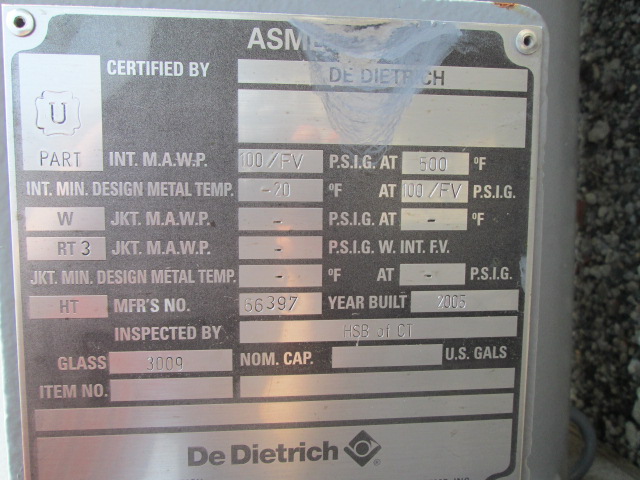 ASME
CERTIFIED BY DE DIETRICH
U
PART INT. M.A.W.P. 100/FV P.S.I.G. AT 500 °F
INT. MIN. DESIGN METAL TEMP. -20 °F AT 100/FV P.S.I.G.
W JKT. M.A.W.P. - P.S.I.G. AT - °F
RT 3 JKT. M.A.W.P. - P.S.I.G. W. INT. F.V.
JKT. MIN. DESIGN METAL TEMP. - °F AT - P.S.I.G.
HT MFR'S NO. 66397 YEAR BUILT 2005
INSPECTED BY HSB of CT
GLASS 3009 NOM. CAP. U.S. GALS
ITEM NO.
De Dietrich